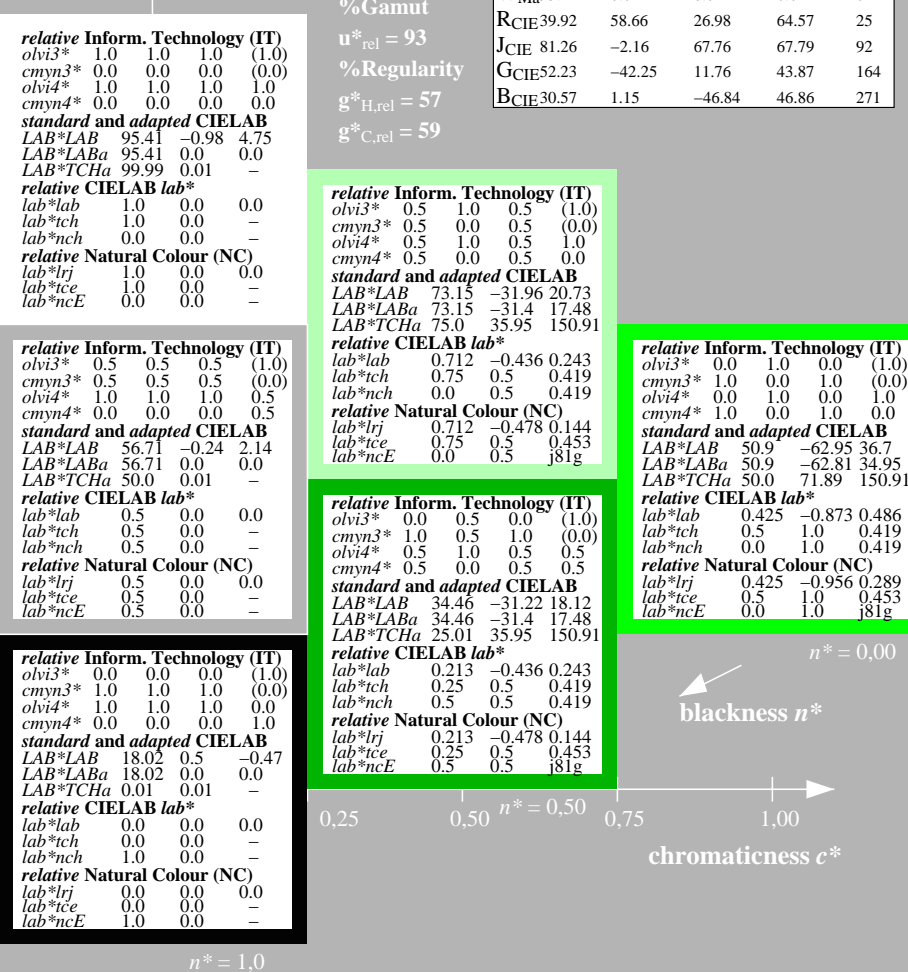 %Gamut
u*rel = 93
%Regularity
g*H,rel = 57
g*C,rel = 59
RCIE 39.92 58.66 26.98 64.57 25
JCIE 81.26 −2.16 67.76 67.79 92
GCIE 52.23 −42.25 11.76 43.87 164
BCIE 30.57 1.15 −46.84 46.86 271
relative Inform. Technology (IT)
olvi3* 1.0 1.0 1.0 (1.0)
cmyn3* 0.0 0.0 0.0 (0.0)
olvi4* 1.0 1.0 1.0 1.0
cmyn4* 0.0 0.0 0.0 0.0
standard and adapted CIELAB
LAB*LAB 95.41 −0.98 4.75
LAB*LABa 95.41 0.0 0.0
LAB*TCHa 99.99 0.01 –
relative CIELAB lab*
lab*lab 1.0 0.0 0.0
lab*tch 1.0 0.0 –
lab*nch 0.0 0.0 –
relative Natural Colour (NC)
lab*lrj 1.0 0.0 0.0
lab*tce 1.0 0.0 –
lab*ncE 0.0 0.0 –
relative Inform. Technology (IT)
olvi3* 0.5 1.0 0.5 (1.0)
cmyn3* 0.5 0.0 0.5 (0.0)
olvi4* 0.5 1.0 0.5 1.0
cmyn4* 0.5 0.0 0.5 0.0
standard and adapted CIELAB
LAB*LAB 73.15 −31.96 20.73
LAB*LABa 73.15 −31.4 17.48
LAB*TCHa 75.0 35.95 150.91
relative CIELAB lab*
lab*lab 0.712 −0.436 0.243
lab*tch 0.75 0.5 0.419
lab*nch 0.0 0.5 0.419
relative Natural Colour (NC)
lab*lrj 0.712 −0.478 0.144
lab*tce 0.75 0.5 0.453
lab*ncE 0.0 0.5 j81g
relative Inform. Technology (IT)
olvi3* 0.5 0.5 0.5 (1.0)
cmyn3* 0.5 0.5 0.5 (0.0)
olvi4* 1.0 1.0 1.0 0.5
cmyn4* 0.0 0.0 0.0 0.5
standard and adapted CIELAB
LAB*LAB 56.71 −0.24 2.14
LAB*LABa 56.71 0.0 0.0
LAB*TCHa 50.0 0.01 –
relative CIELAB lab*
lab*lab 0.5 0.0 0.0
lab*tch 0.5 0.0 –
lab*nch 0.5 0.0 –
relative Natural Colour (NC)
lab*lrj 0.5 0.0 0.0
lab*tce 0.5 0.0 –
lab*ncE 0.5 0.0 –
relative Inform. Technology (IT)
olvi3* 0.0 1.0 0.0 (1.0)
cmyn3* 1.0 0.0 1.0 (0.0)
olvi4* 0.0 1.0 0.0 1.0
cmyn4* 1.0 0.0 1.0 0.0
standard and adapted CIELAB
LAB*LAB 50.9 −62.95 36.7
LAB*LABa 50.9 −62.81 34.95
LAB*TCHa 50.0 71.89 150.91
relative CIELAB lab*
lab*lab 0.425 −0.873 0.486
lab*tch 0.5 1.0 0.419
lab*nch 0.0 1.0 0.419
relative Natural Colour (NC)
lab*lrj 0.425 −0.956 0.289
lab*tce 0.5 1.0 0.453
lab*ncE 0.0 1.0 j81g
relative Inform. Technology (IT)
olvi3* 0.0 0.5 0.0 (1.0)
cmyn3* 1.0 0.5 1.0 (0.0)
olvi4* 0.5 1.0 0.5 0.5
cmyn4* 0.5 0.0 0.5 0.5
standard and adapted CIELAB
LAB*LAB 34.46 −31.22 18.12
LAB*LABa 34.46 −31.4 17.48
LAB*TCHa 25.01 35.95 150.91
relative CIELAB lab*
lab*lab 0.213 −0.436 0.243
lab*tch 0.25 0.5 0.419
lab*nch 0.5 0.5 0.419
relative Natural Colour (NC)
lab*lrj 0.213 −0.478 0.144
lab*tce 0.25 0.5 0.453
lab*ncE 0.5 0.5 j81g
relative Inform. Technology (IT)
olvi3* 0.0 0.0 0.0 (1.0)
cmyn3* 1.0 1.0 1.0 (0.0)
olvi4* 1.0 1.0 1.0 0.0
cmyn4* 0.0 0.0 0.0 1.0
standard and adapted CIELAB
LAB*LAB 18.02 0.5 −0.47
LAB*LABa 18.02 0.0 0.0
LAB*TCHa 0.01 0.01 –
relative CIELAB lab*
lab*lab 0.0 0.0 0.0
lab*tch 0.0 0.0 –
lab*nch 1.0 0.0 –
relative Natural Colour (NC)
lab*lrj 0.0 0.0 0.0
lab*tce 0.0 0.0 –
lab*ncE 1.0 0.0 –
n* = 0,00
blackness n*
0,25 0,50 n* = 0,50 0,75 1,00
chromaticness c*
n* = 1,0